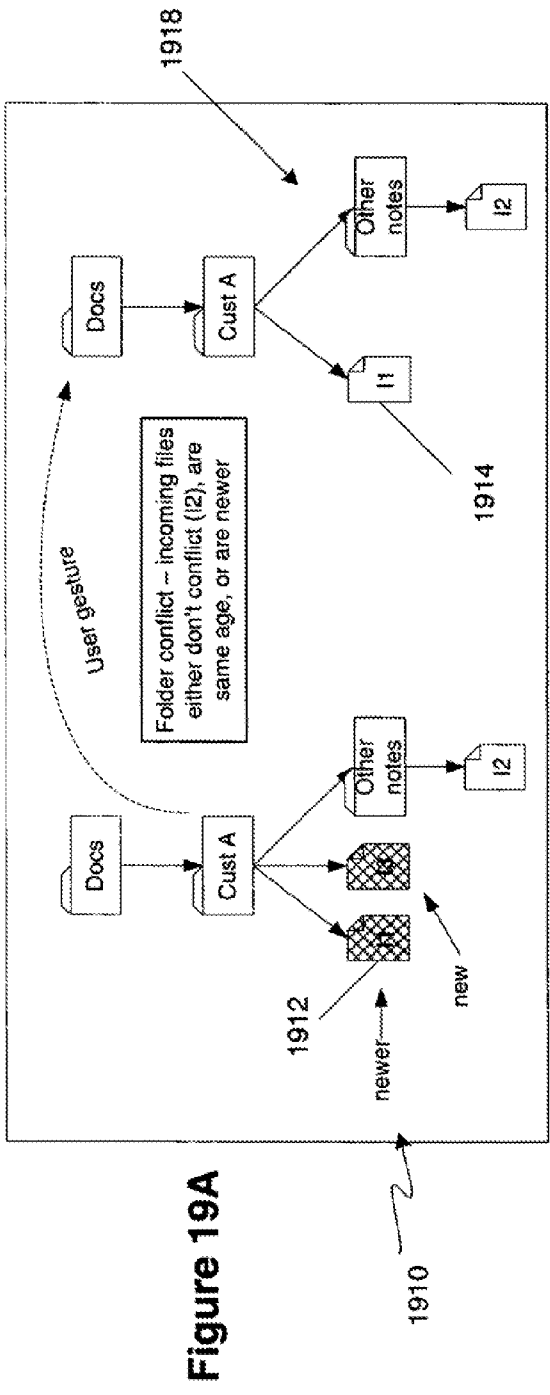 1918
User gesture
Docs
Docs
Cust A
Cust A
Folder conflict – incoming files
either don't conflict (I2), are
same age, or are newer
1912
Other
notes
I1
Other
notes
newer
new
I2
1914
I2
Figure 19A
1910